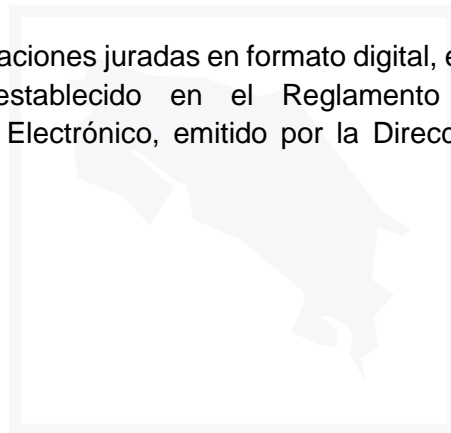 aciones juradas en formato digital, e
establecido en el Reglamento
Electrónico, emitido por la Direcc